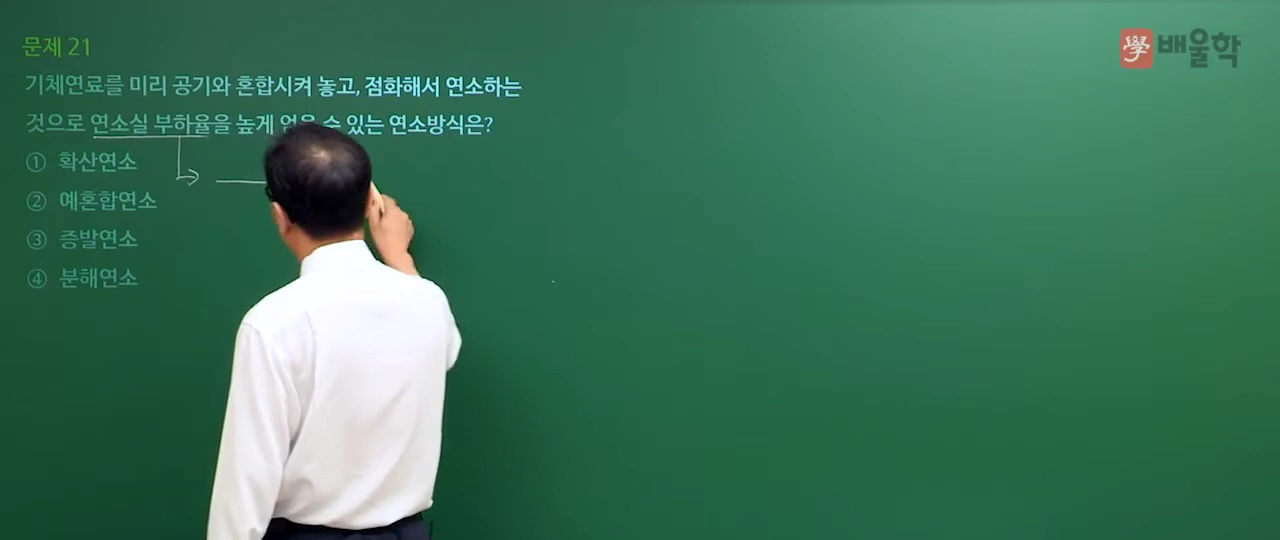 문제 21
學 배울학
기체연료를 미리 공기와 혼합시켜 놓고, 점화해서 연소하는
것으로 연소실 부하율을 높게 얻을 수 있는 연소방식은?
① 확산연소
② 예혼합연소
③ 증발연소
④ 분해연소